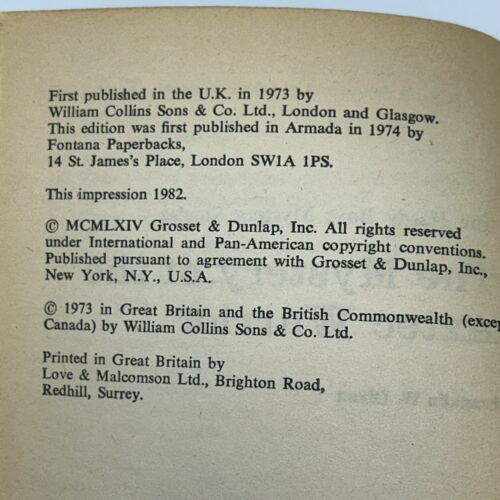 First published in the U.K. in 1973 by
William Collins Sons & Co. Ltd., London and Glasgow.
This edition was first published in Armada in 1974 by
Fontana Paperbacks,
14 St. James's Place, London SW1A 1PS.
This impression 1982.
© MCMLXIV Grosset & Dunlap, Inc. All rights reserved
under International and Pan-American copyright conventions.
Published pursuant to agreement with Grosset & Dunlap, Inc.,
New York, N.Y., U.S.A.
© 1973 in Great Britain and the British Commonwealth (excep
Canada) by William Collins Sons & Co. Ltd.
Printed in Great Britain by
Love & Malcomson Ltd., Brighton Road,
Redhill, Surrey.